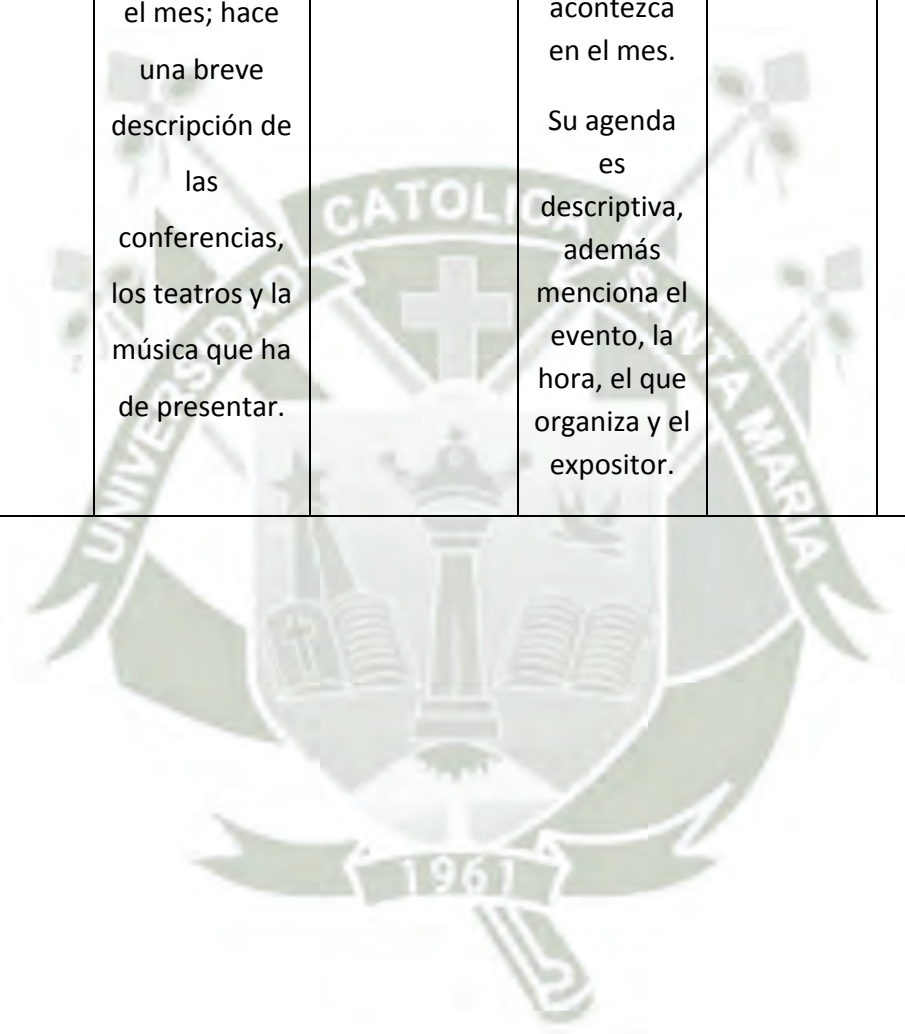 el mes; hace
una breve
descripción de
las
conferencias,
los teatros y la
música que ha
de presentar.
acontezca
en el mes.
Su agenda
es
descriptiva,
además
menciona el
evento, la
hora, el que
organiza y el
expositor.
UNIVERSIDAD CATOLICA SANTA MARIA
1961